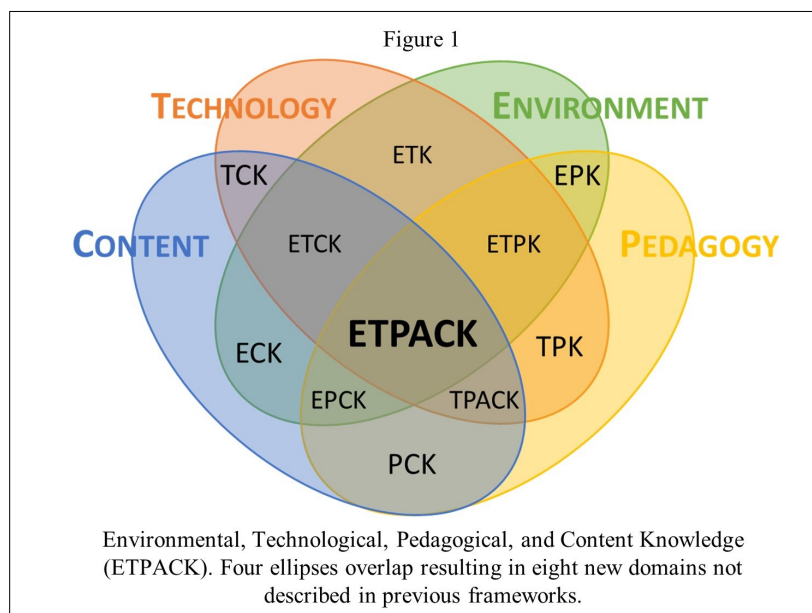 Figure 1
TECHNOLOGY
ENVIRONMENT
ETK
TCK
EPK
CONTENT
ETCK
ETPK
PEDAGOGY
ETPACK
ECK
TPK
EPCK
TPACK
PCK
Environmental, Technological, Pedagogical, and Content Knowledge
(ETPACK). Four ellipses overlap resulting in eight new domains not
described in previous frameworks.